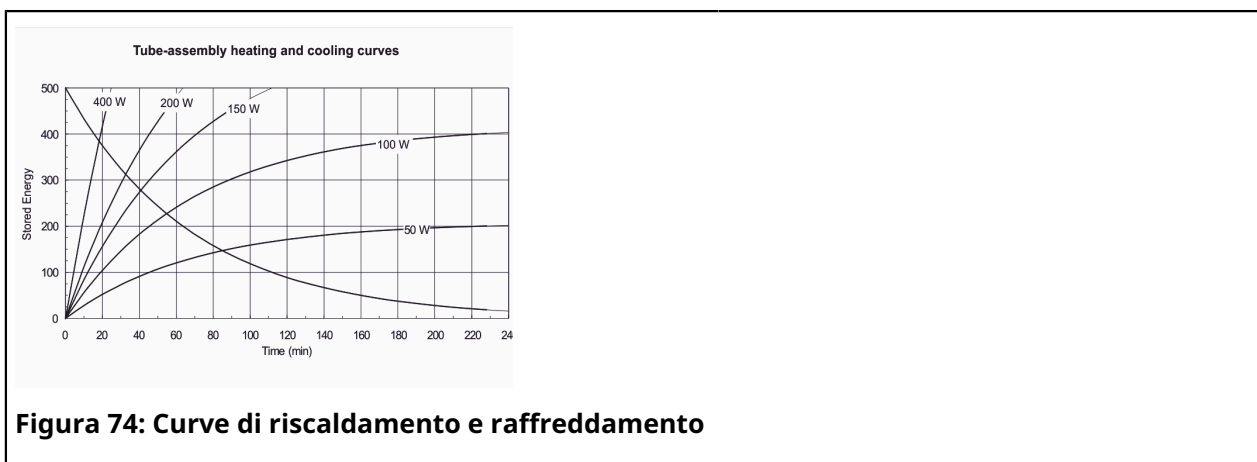 Tube-assembly heating and cooling curves
500
400
300
200
100
0
Stored Energy
400 W
200 W
150 W
100 W
50 W
0 20 40 60 80 100 120 140 160 180 200 220 24
Time (min)
Figura 74: Curve di riscaldamento e raffreddamento